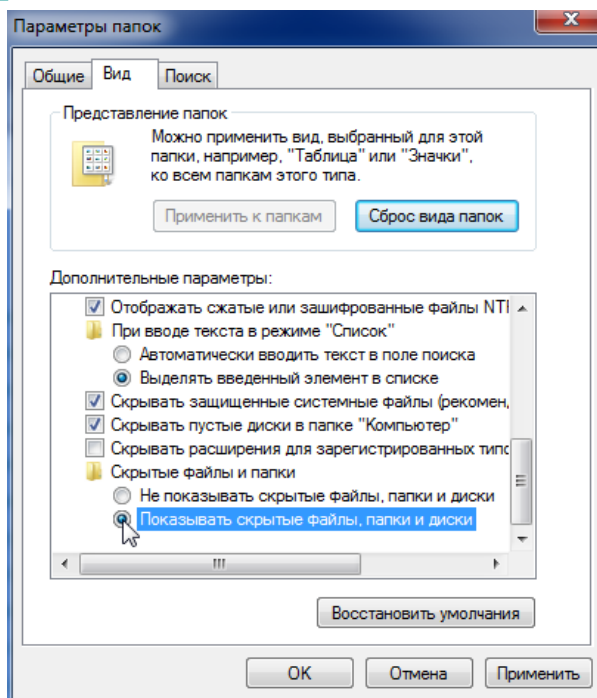 Параметры папок
Общие Вид Поиск
Представление папок
Можно применить вид, выбранный для этой
папки, например, "Таблица" или "Значки",
ко всем папкам этого типа.
Применить к папкам Сброс вида папок
Дополнительные параметры:
Отображать сжатые или зашифрованные файлы
При вводе текста в режиме "Список"
Автоматически вводить текст в поле поиска
Выделять введенный элемент в списке
Скрывать защищенные системные файлы (рекомен,
Скрывать пустые диски в папке "Компьютер"
Скрывать расширения для зарегистрированных типо
Скрытые файлы и папки
Не показывать скрытые файлы, папки и диски
Показывать скрытые файлы, папки и диски
Восстановить умолчания
ОК Отмена Применить